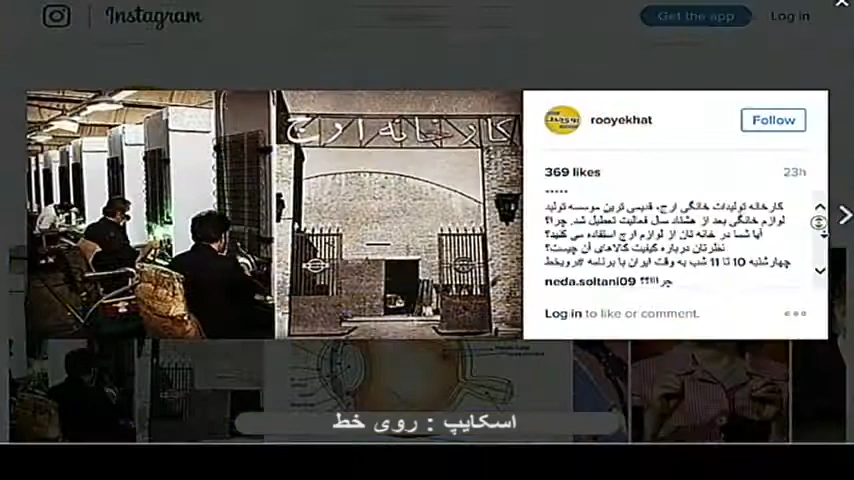 Instagram
Get the app
Log in
کارخانه ارج
rooyekhat
Follow
369 likes
23h
کارخانه تولیدات خانگی ارج، قدیمی ترین موسسه تولید
لوازم خانگی بعد از هشتاد سال فعالیت تعطیل شد. چرا؟
آیا شما در خانه تان از لوازم ارج استفاده می کنید؟
نظرتان درباره کیفیت کالاهای آن چیست؟
چهارشنبه 10 تا 11 شب به وقت ایران با برنامه #رویخط
neda.soltani09 چرااااا؟؟
Log in to like or comment.
اسکایپ : روی خط